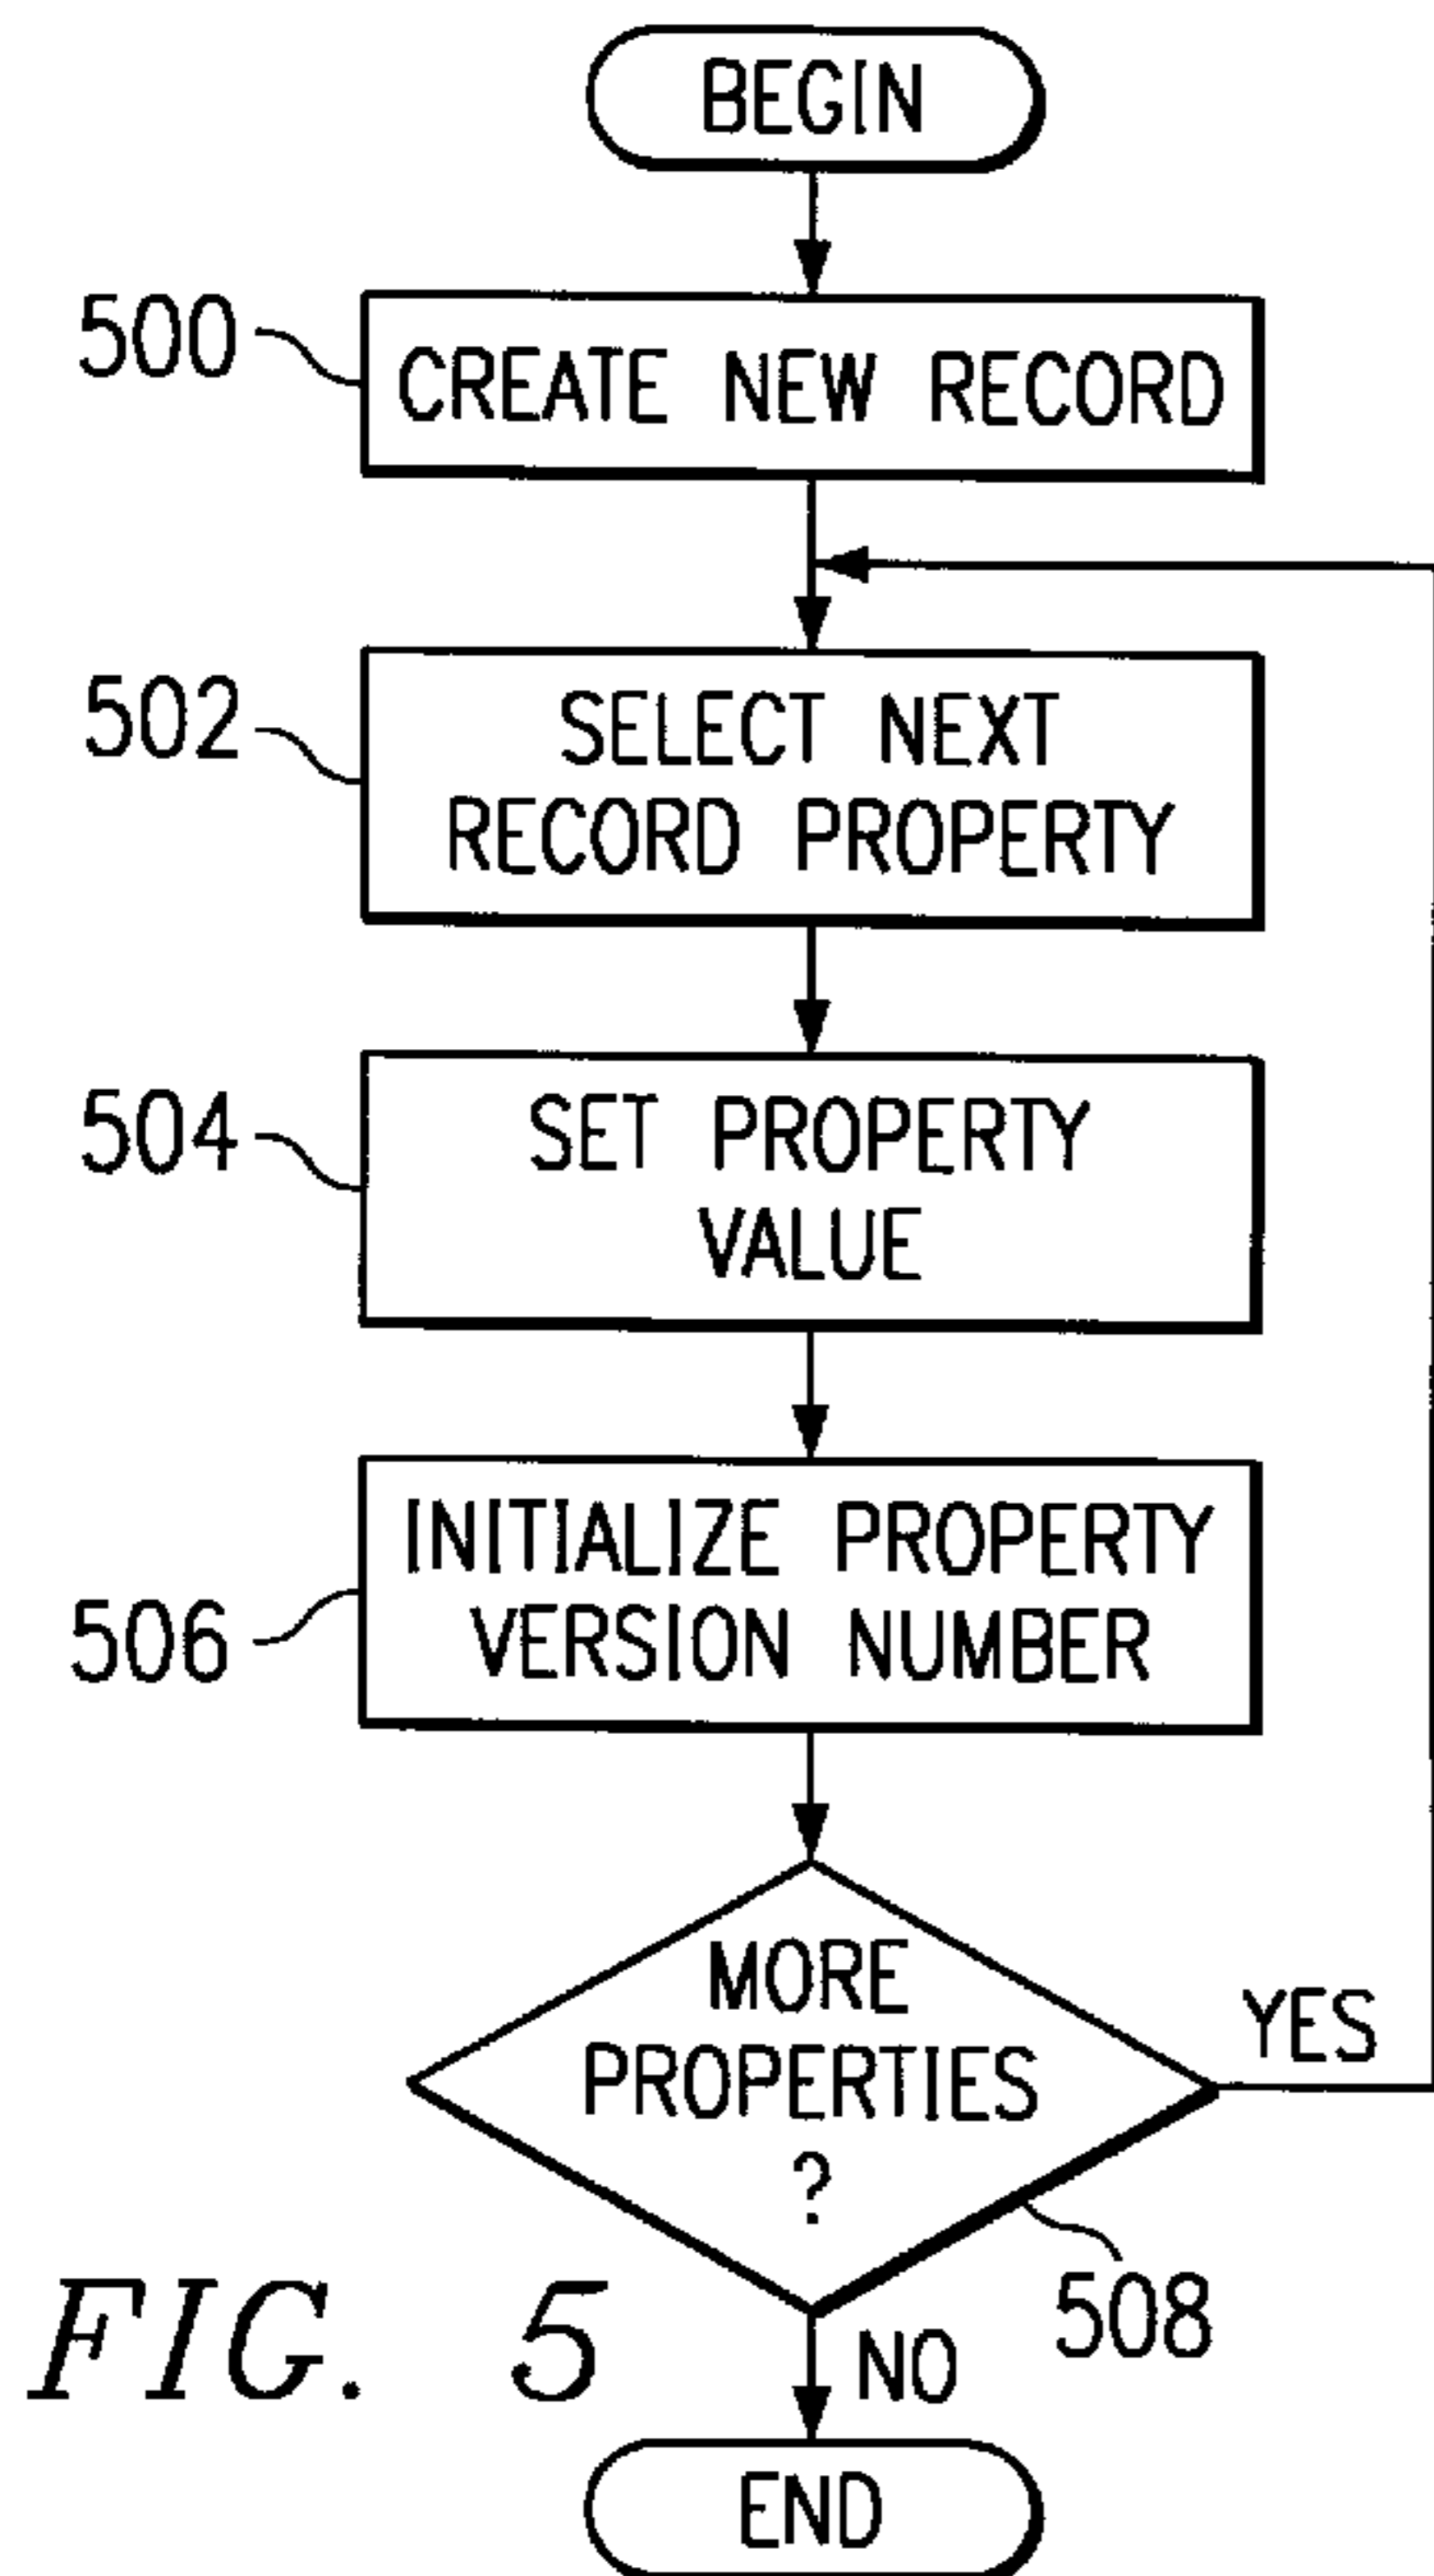 BEGIN
500
CREATE NEW RECORD
502
SELECT NEXT
RECORD PROPERTY
504
SET PROPERTY
VALUE
506
INITIALIZE PROPERTY
VERSION NUMBER
MORE
PROPERTIES
?
YES
508
NO
FIG. 5
END